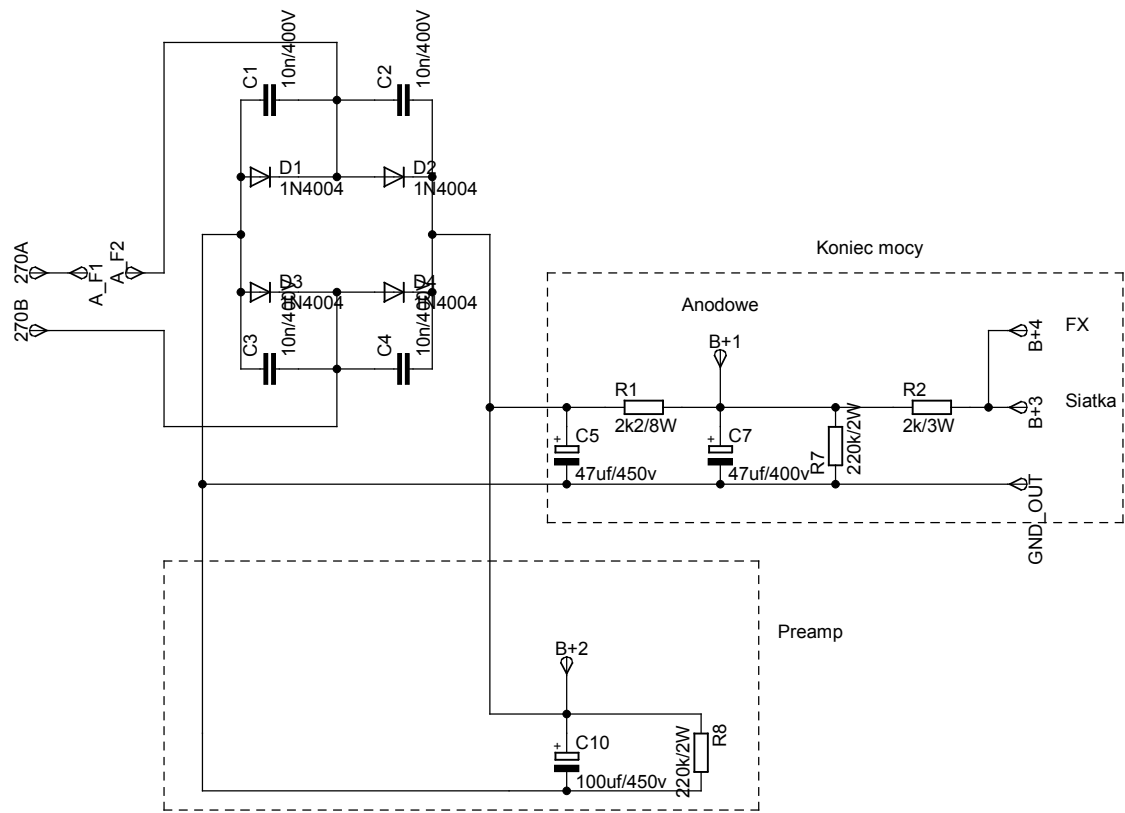 C1
10n/400V
C2
10n/400V
D1
1N4004
D2
1N4004
270A
A_F1
A_F2
270B
D3
1N4004
D4
1N4004
C3
10n/400V
C4
10n/400V
Koniec mocy
Anodowe
B+1
B+4
FX
R1
2k2/8W
R2
2k/3W
B+3
Siatka
+
C5
47uf/450v
+
C7
47uf/400v
R7
220k/2W
GND_OUT
Preamp
B+2
+
C10
100uf/450v
220k/2W
R8